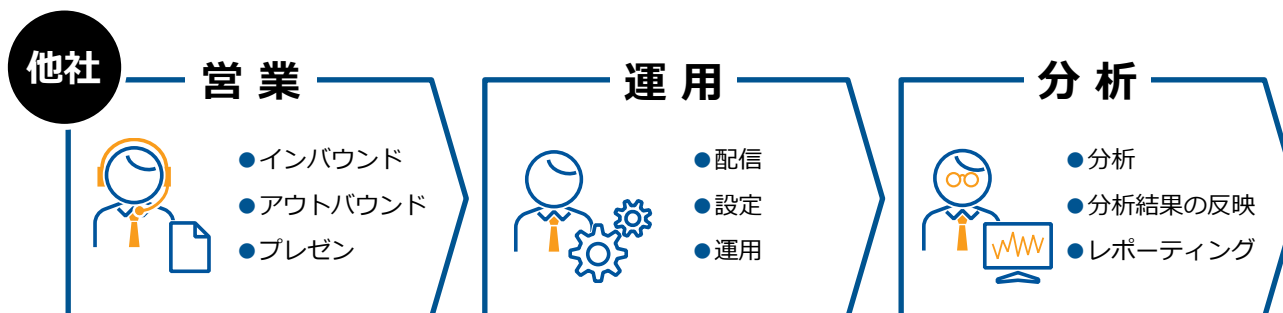 他社
営業
●インバウンド
●アウトバウンド
●プレゼン
運用
●配信
●設定
●運用
分析
●分析
●分析結果の反映
●レポーティング